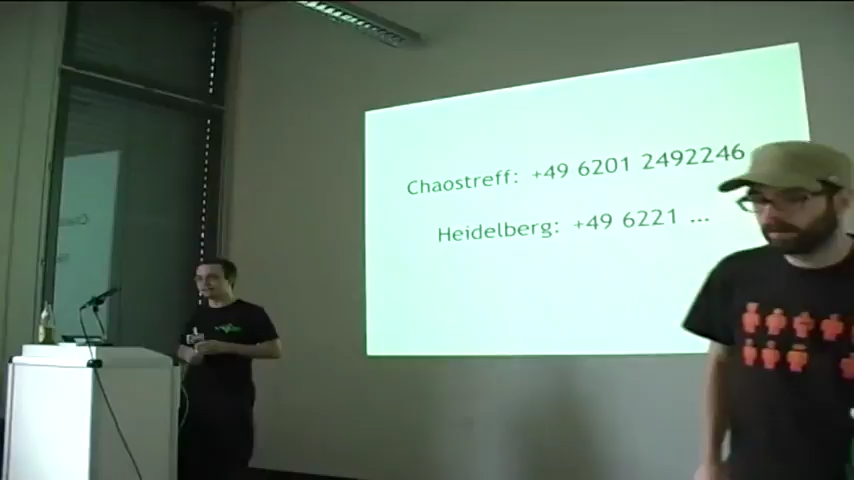 Chaostreff: +49 6201 2492246
Heidelberg: +49 6221 ...